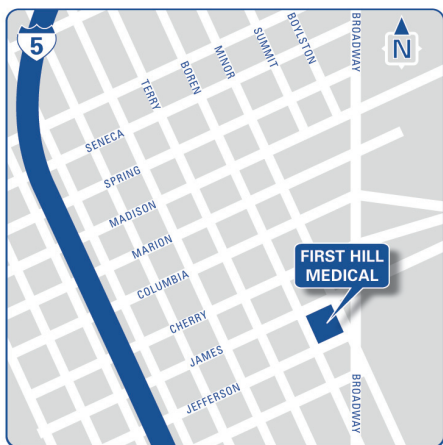 5
N
BROADWAY
BOYLSTON
SUMMIT
MINOR
BOREN
TERRY
SENECA
SPRING
MADISON
MARION
COLUMBIA
CHERRY
JAMES
JEFFERSON
FIRST HILL
MEDICAL
BROADWAY